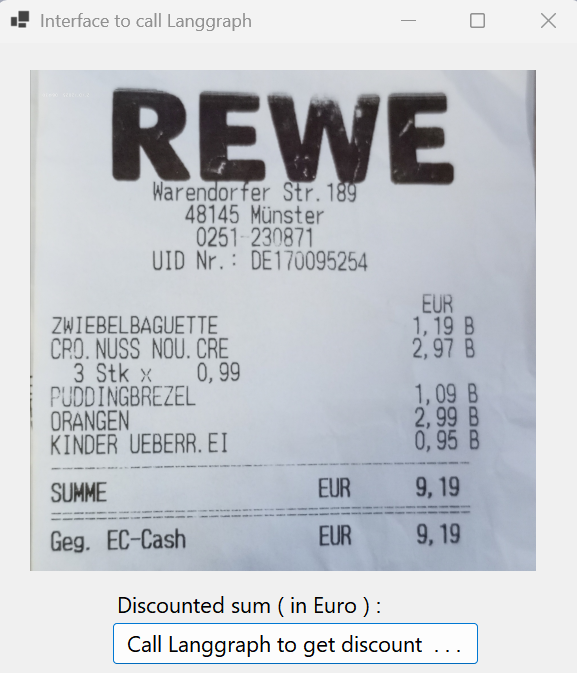 Interface to call Langgraph
REWE
Warendorfer Str.189
48145 Münster
0251-230871
UID Nr.: DE170095254
EUR
ZWIEBELBAGUETTE 1,19 B
CRO.NUSS NOU.CRE 2,97 B
3 Stk x 0,99
PUDDINGBREZEL 1,09 B
ORANGEN 2,99 B
KINDER UEBERR.EI 0,95 B
SUMME EUR 9,19
Geg. EC-Cash EUR 9,19
Discounted sum ( in Euro ) :
Call Langgraph to get discount . . .